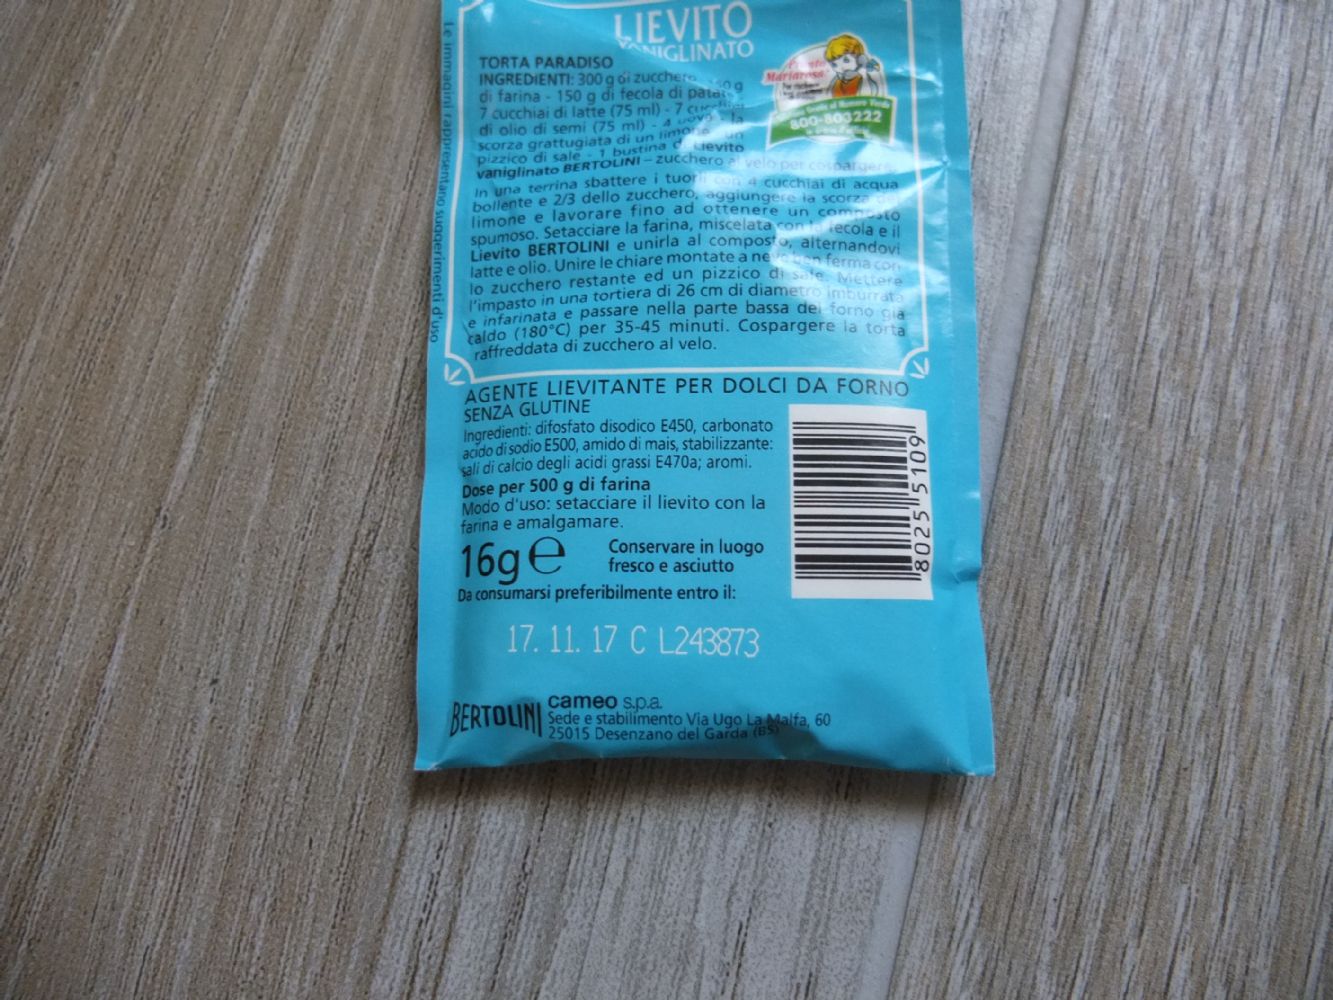 LIEVITO
VANIGLINATO
TORTA PARADISO
INGREDIENTI: 300 g di zucchero
di farina - 150 g di fecola di patate
7 cucchiai di latte (75 ml) - 7 cucchiai
di olio di semi (75 ml) - 4 uova - la
scorza grattugiata di un limone un
pizzico di sale - 1 bustina di Lievito
vaniglinato BERTOLINI – zucchero al velo per cospargere
In una terrina sbattere i tuorli con 4 cucchiai di acqua
bollente e 2/3 dello zucchero, aggiungere la scorza del
limone e lavorare fino ad ottenere un composto
spumoso. Setacciare la farina, miscelata con la fecola e il
Lievito BERTOLINI e unirla al composto, alternandovi
latte e olio. Unire le chiare montate a neve ben ferma con
lo zucchero restante ed un pizzico di sale. Mettere
l'impasto in una tortiera di 26 cm di diametro imburrata
e infarinata e passare nella parte bassa del forno già
caldo (180°C) per 35-45 minuti. Cospargere la torta
raffreddata di zucchero al velo.
Pronto
Mariarosa
Numero Verde
800-803222
Le immagini rappresentano suggerimenti d'uso
AGENTE LIEVITANTE PER DOLCI DA FORNO
SENZA GLUTINE
Ingredienti: difosfato disodico E450, carbonato
acido di sodio E500, amido di mais, stabilizzante:
sali di calcio degli acidi grassi E470a; aromi.
Dose per 500 g di farina
Modo d'uso: setacciare il lievito con la
farina e amalgamare.
16g e
Conservare in luogo
fresco e asciutto
Da consumarsi preferibilmente entro il:
17. 11. 17 C L243873
8025 5109
BERTOLINI
cameo s.p.a.
Sede e stabilimento Via Ugo La Malfa, 60
25015 Desenzano del Garda (BS)